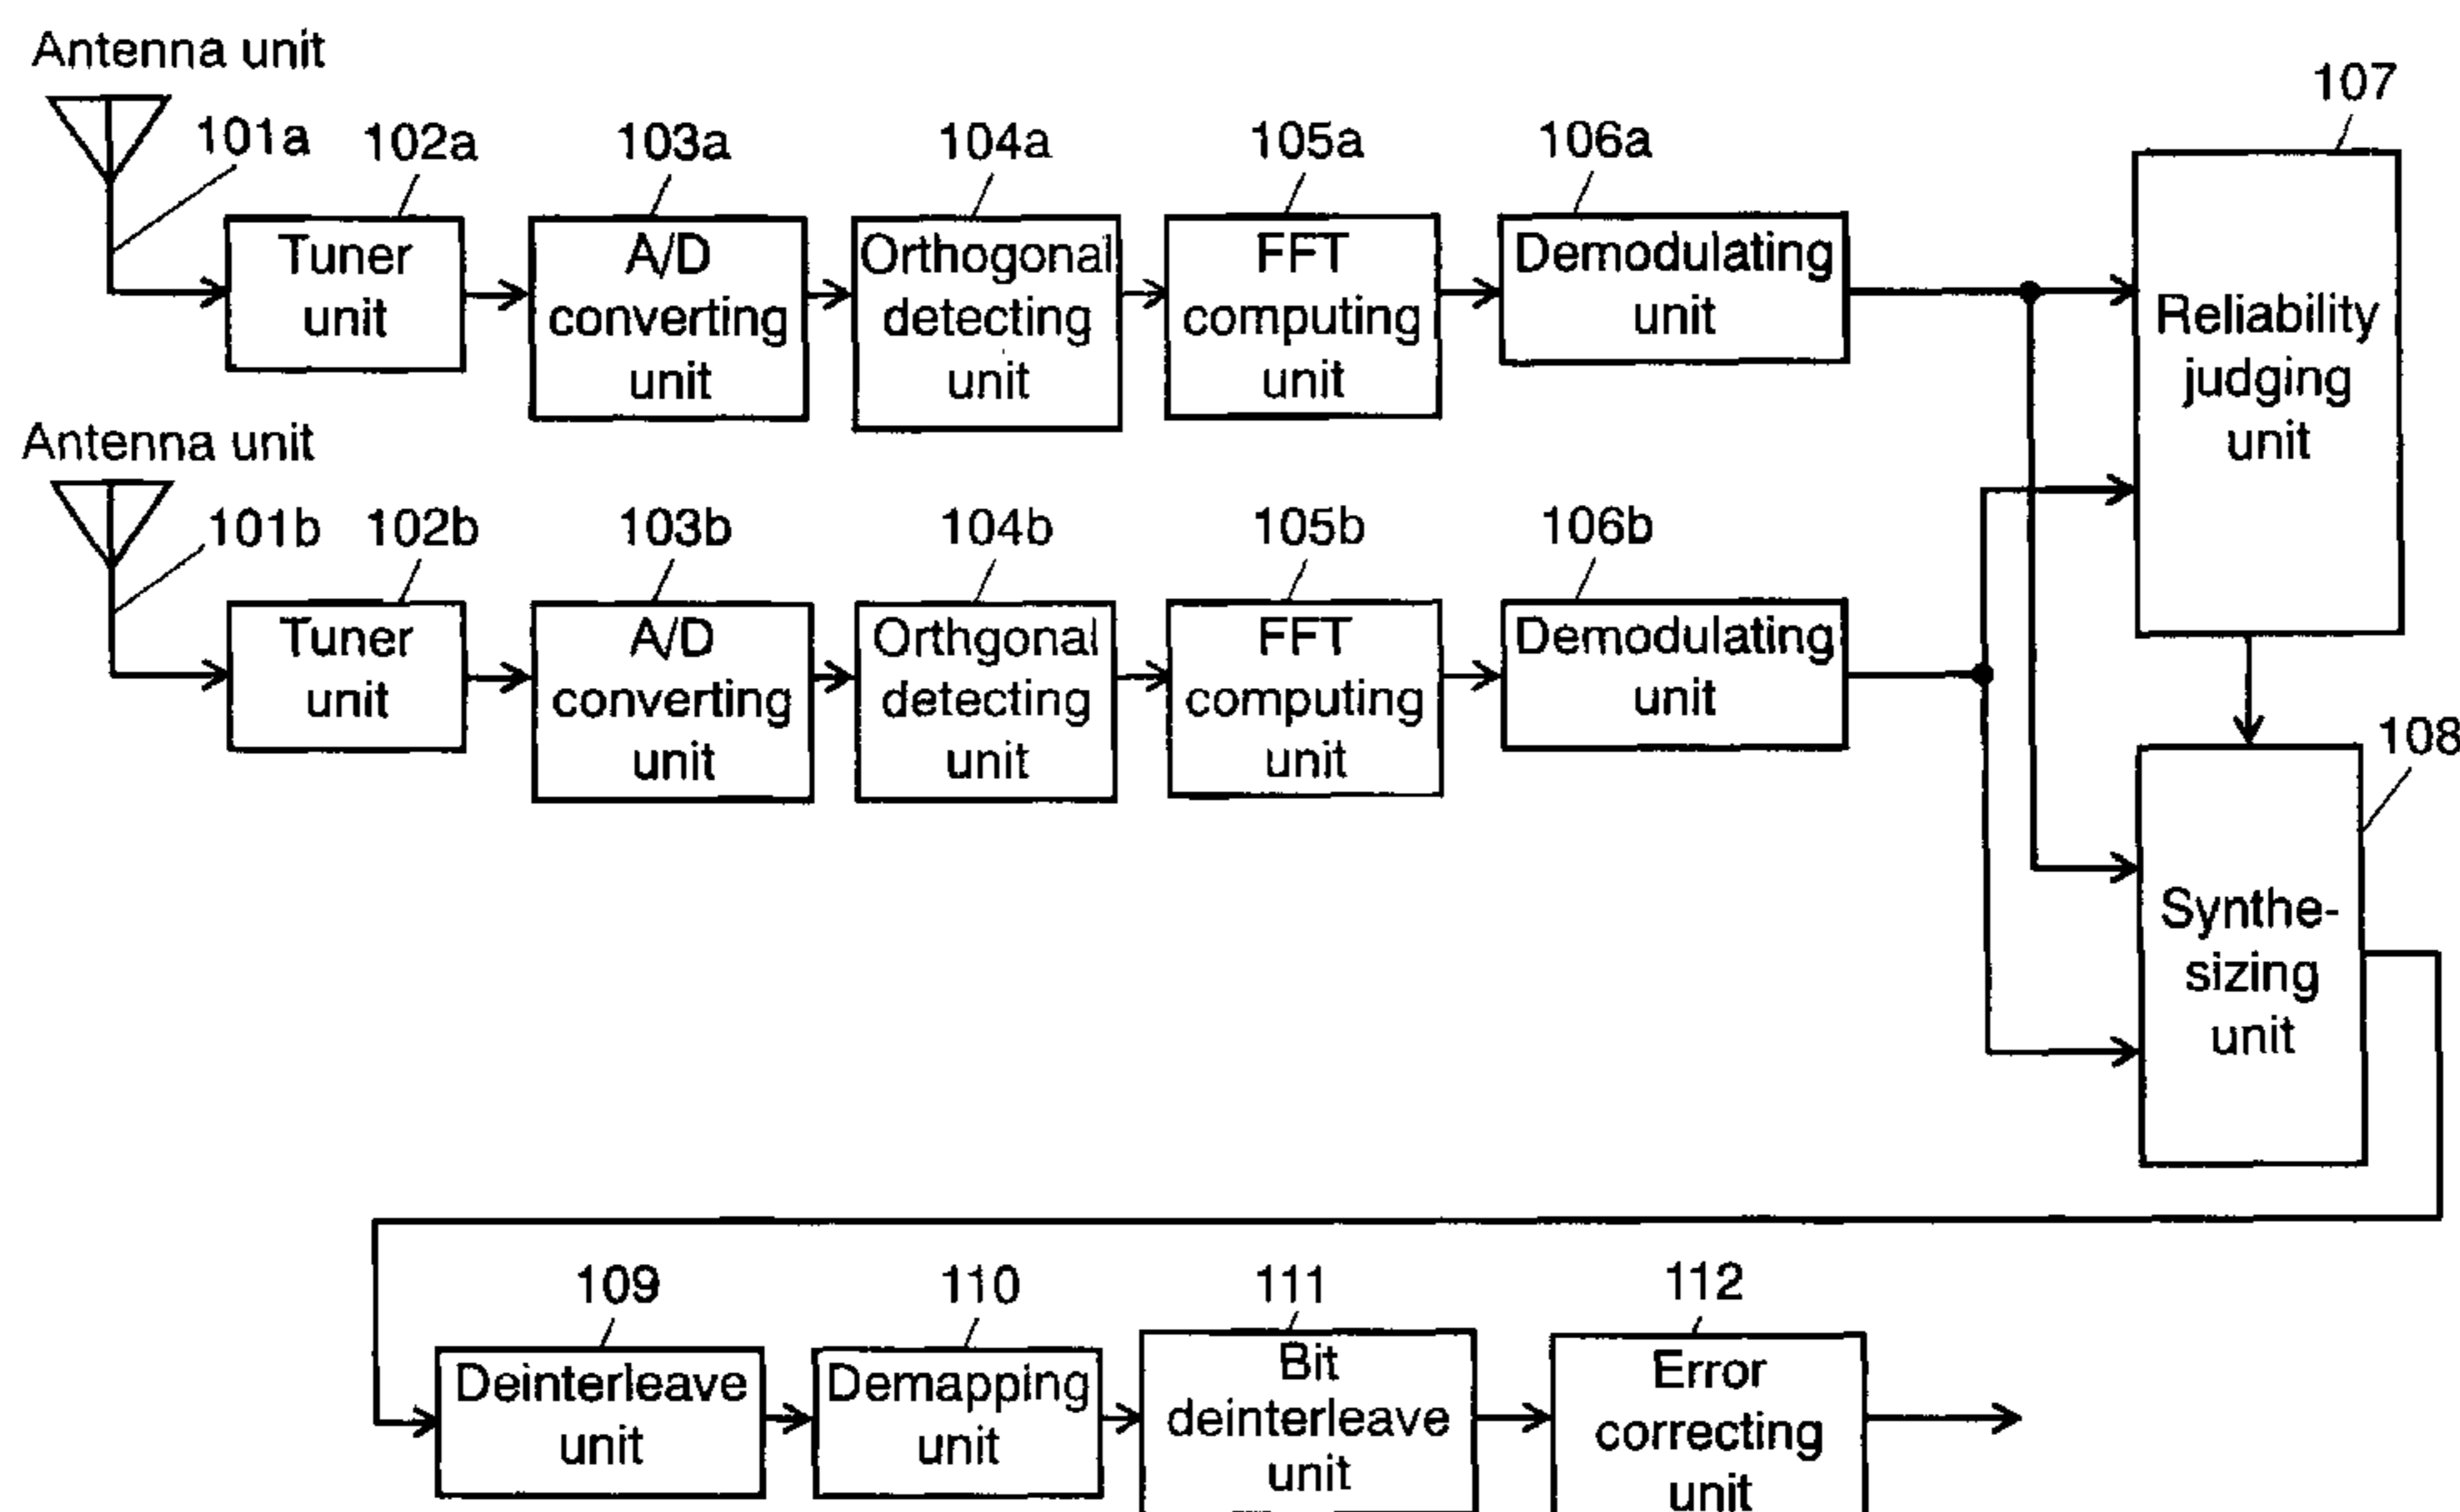 Antenna unit
107
101a 102a 103a 104a 105a 106a
Tuner
unit
A/D
converting
unit
Orthogonal
detecting
unit
FFT
computing
unit
Demodulating
unit
Reliability
judging
unit
Antenna unit
101b 102b 103b 104b 105b 106b
Tuner
unit
A/D
converting
unit
Orthgonal
detecting
unit
FFT
computing
unit
Demodulating
unit
108
Synthe-
sizing
unit
109 110 111 112
Deinterleave
unit
Demapping
unit
Bit
deinterleave
unit
Error
correcting
unit